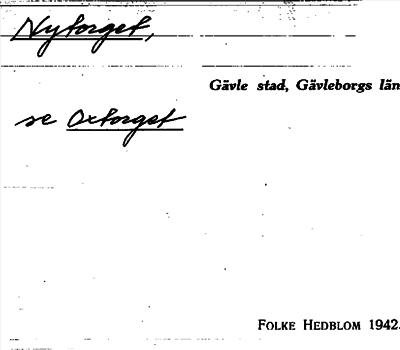 Nytorget,
Gävle stad, Gävleborgs län
se Oxtorget
FOLKE HEDBLOM 1942.